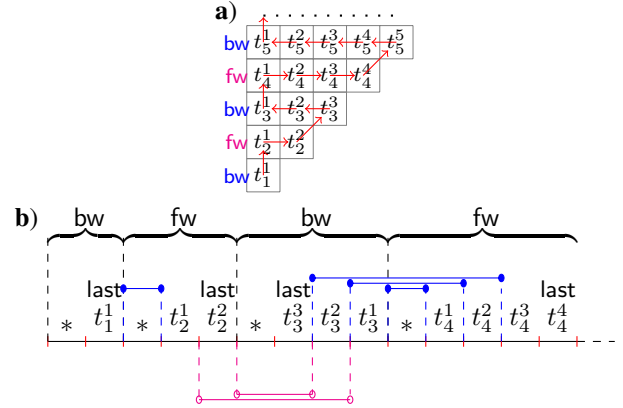 a) . . . . . . . . . . . .
bw t_5^1 t_5^2 t_5^3 t_5^4 t_5^5
fw t_4^1 t_4^2 t_4^3 t_4^4
bw t_3^1 t_3^2 t_3^3
fw t_2^1 t_2^2
bw t_1^1
b) bw fw bw fw
last last last last
* t_1^1 * t_2^1 t_2^2 * t_3^3 t_3^2 t_3^1 * t_4^1 t_4^2 t_4^3 t_4^4